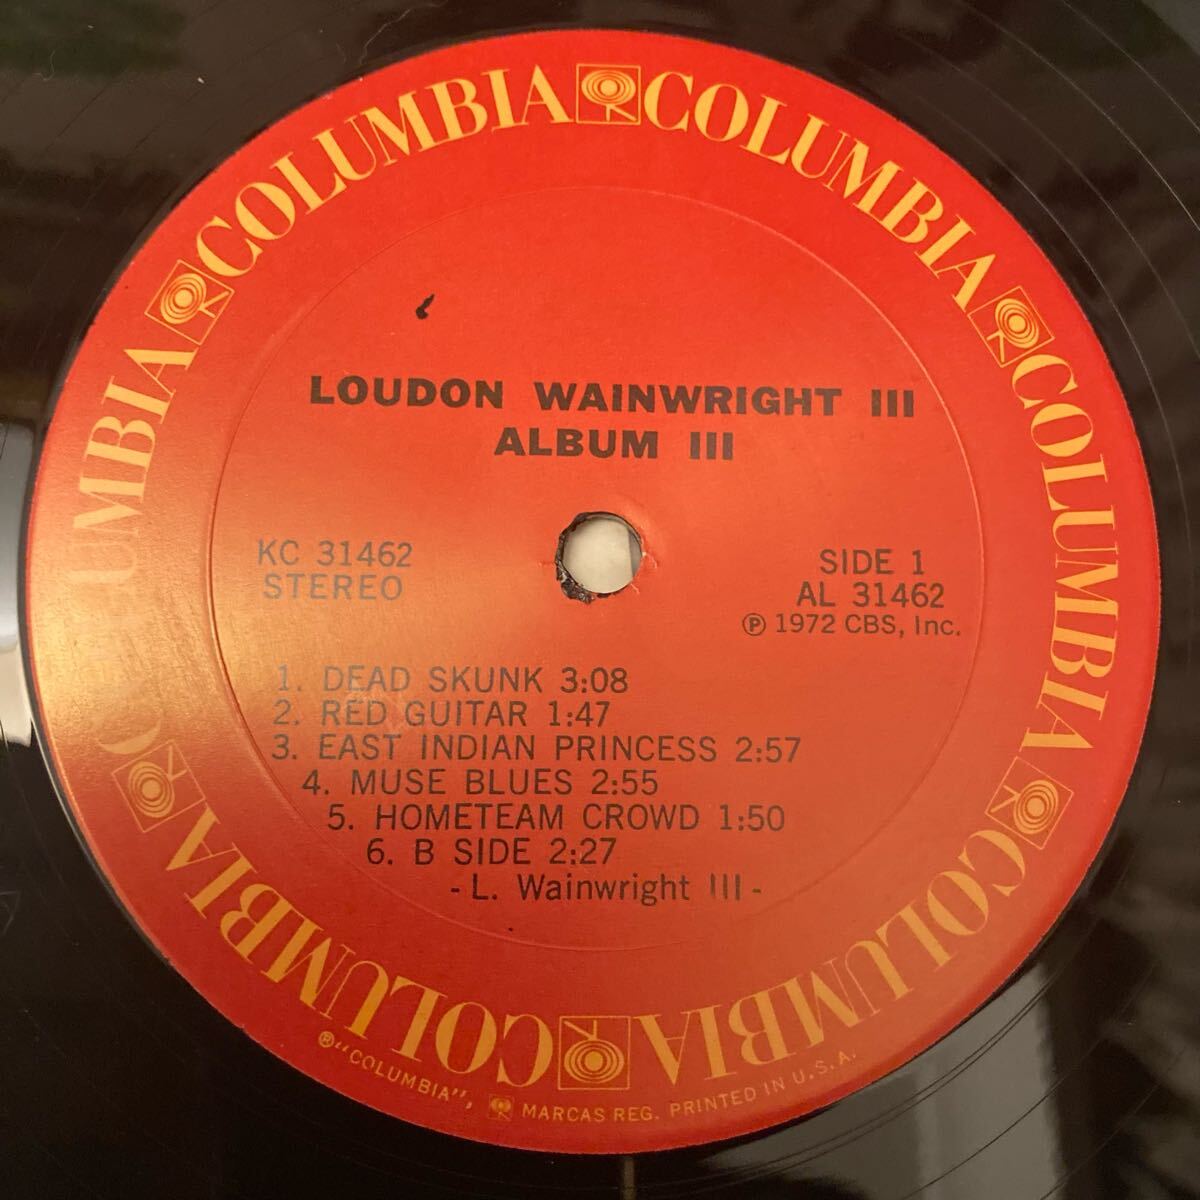 COLUMBIA COLUMBIA COLUMBIA COLUMBIA COLUMBIA COLUMBIA
LOUDON WAINWRIGHT III
ALBUM III
KC 31462
STEREO
SIDE 1
AL 31462
Ⓟ 1972 CBS, Inc.
1. DEAD SKUNK 3:08
2. RED GUITAR 1:47
3. EAST INDIAN PRINCESS 2:57
4. MUSE BLUES 2:55
5. HOMETEAM CROWD 1:50
6. B SIDE 2:27
- L. Wainwright III -
® "COLUMBIA", MARCAS REG. PRINTED IN U.S.A.